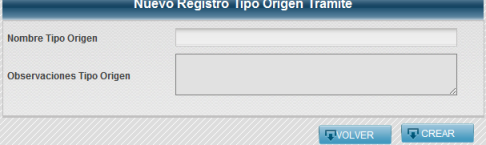 Nuevo Registro Tipo Origen Tramite
Nombre Tipo Origen
Observaciones Tipo Origen
VOLVER CREAR